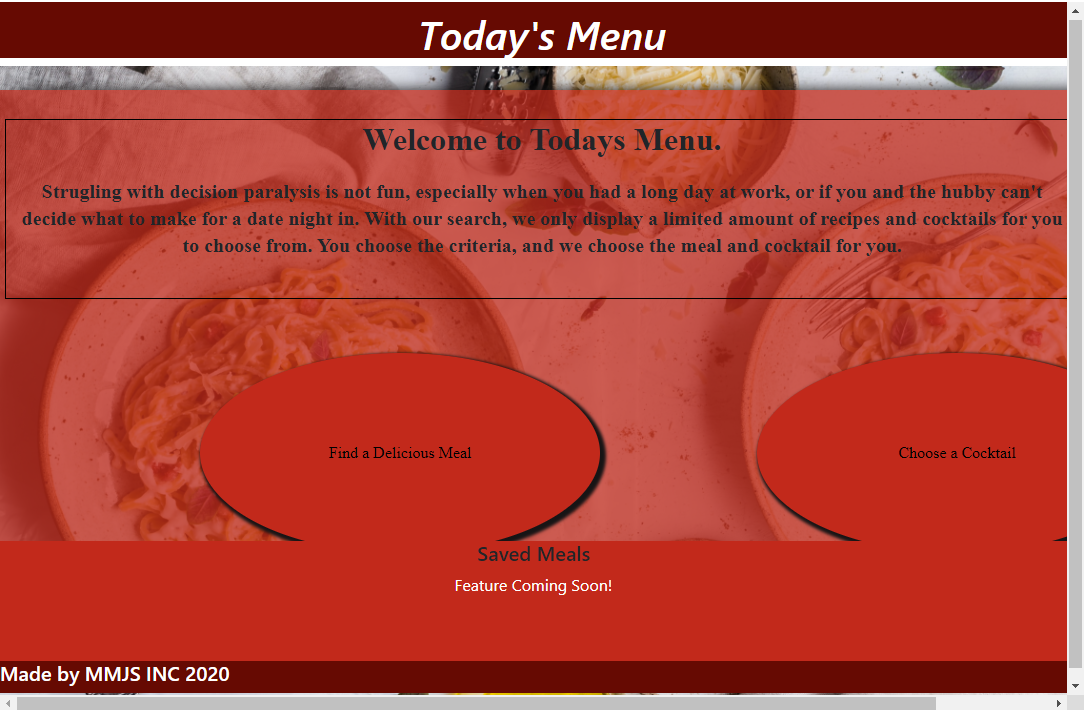 Today's Menu
Welcome to Todays Menu.
Strugling with decision paralysis is not fun, especially when you had a long day at work, or if you and the hubby can't
decide what to make for a date night in. With our search, we only display a limited amount of recipes and cocktails for you
to choose from. You choose the criteria, and we choose the meal and cocktail for you.
Find a Delicious Meal
Choose a Cocktail
Saved Meals
Feature Coming Soon!
Made by MMJS INC 2020